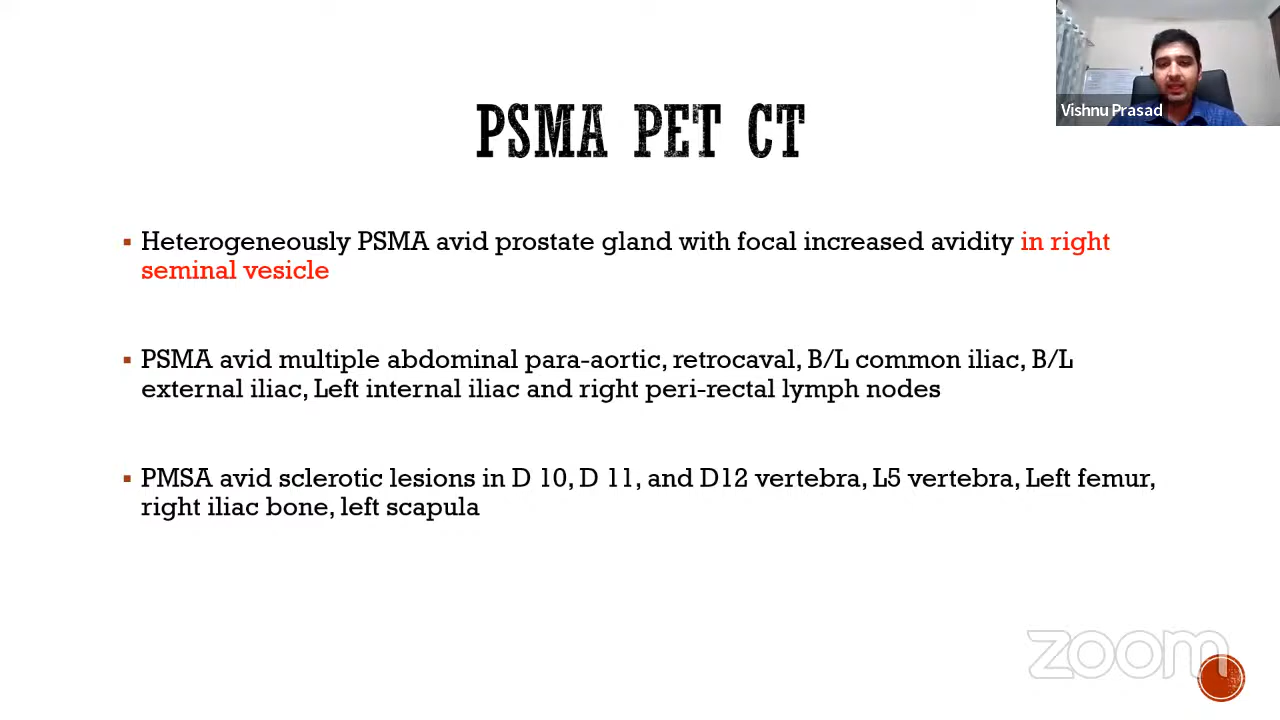 Vishnu Prasad
PSMA PET CT
▪ Heterogeneously PSMA avid prostate gland with focal increased avidity in right
seminal vesicle
▪ PSMA avid multiple abdominal para-aortic, retrocaval, B/L common iliac, B/L
external iliac, Left internal iliac and right peri-rectal lymph nodes
▪ PMSA avid sclerotic lesions in D 10, D 11, and D12 vertebra, L5 vertebra, Left femur,
right iliac bone, left scapula
zoom